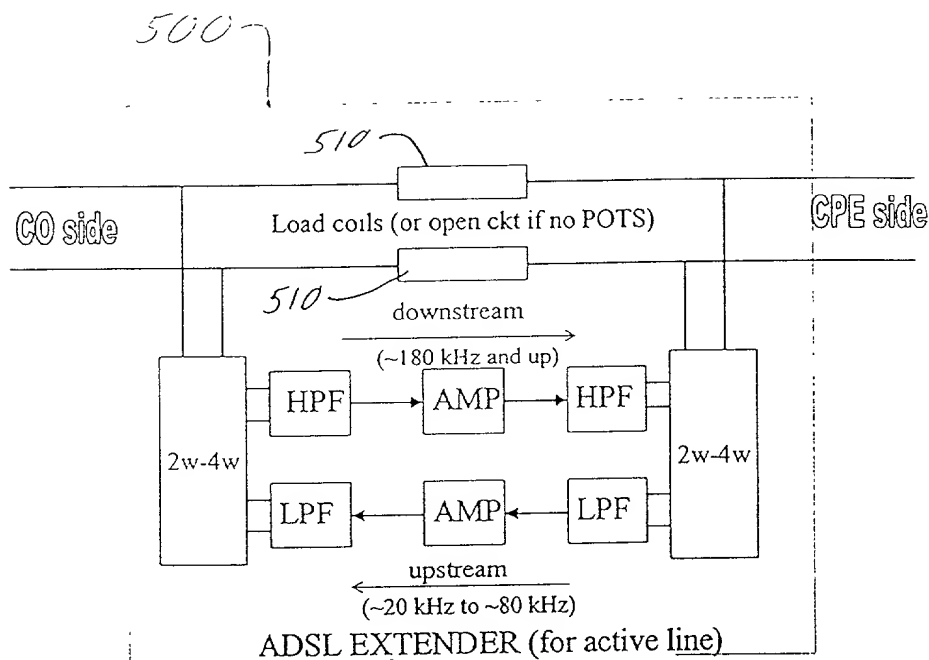 500
510
CO side
Load coils (or open ckt if no POTS)
CPE side
510
downstream
(~180 kHz and up)
HPF
AMP
HPF
2w-4w
2w-4w
LPF
AMP
LPF
upstream
(~20 kHz to ~80 kHz)
ADSL EXTENDER (for active line)